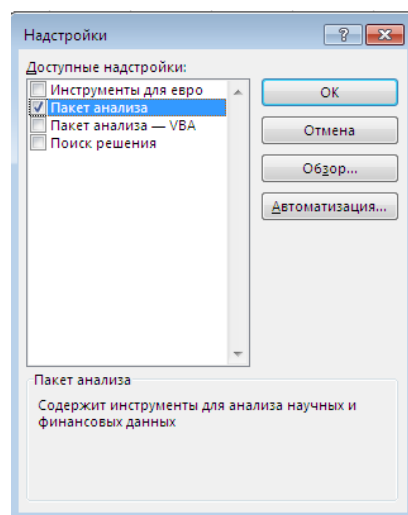 Надстройки
Доступные надстройки:
Инструменты для евро
Пакет анализа
Пакет анализа — VBA
Поиск решения
ОК
Отмена
Обзор...
Автоматизация...
Пакет анализа
Содержит инструменты для анализа научных и
финансовых данных